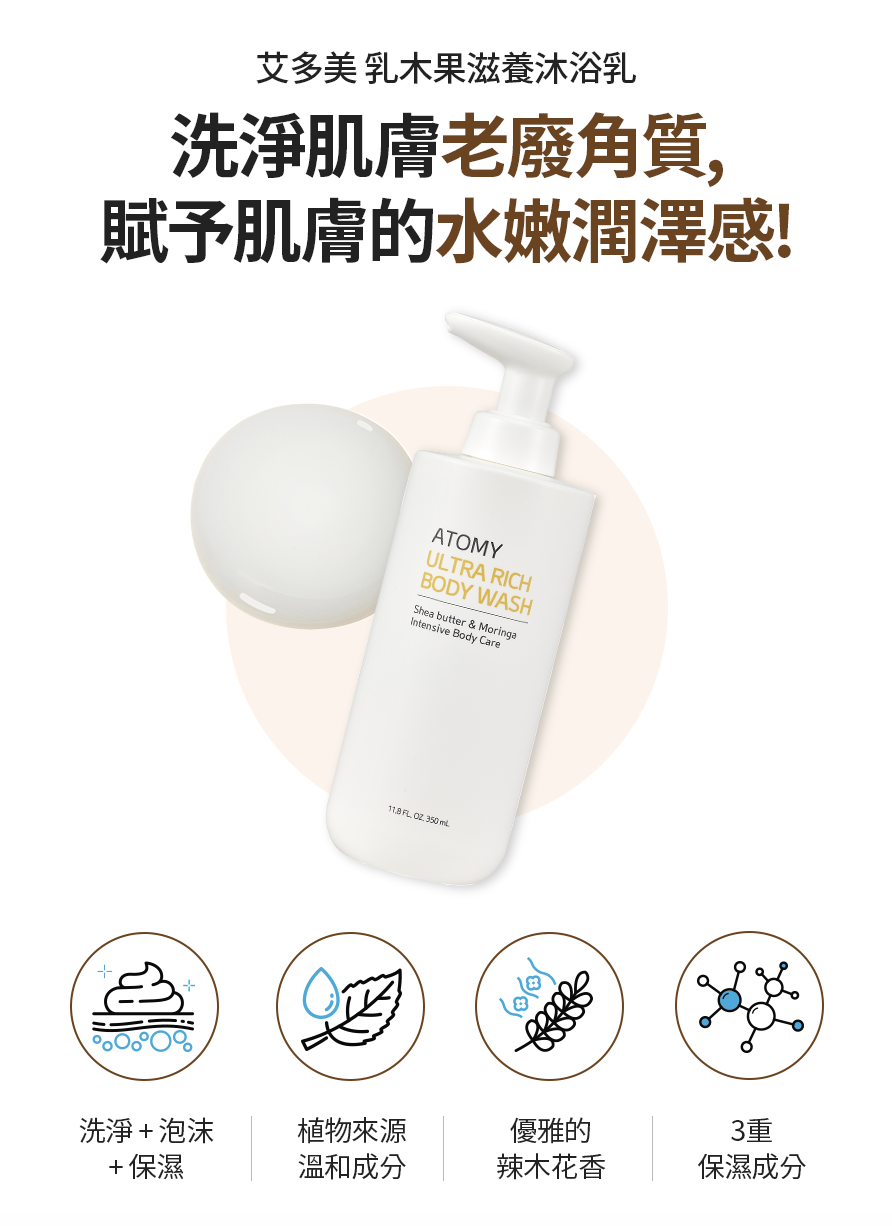 艾多美 乳木果滋養沐浴乳
洗淨肌膚老廢角質,
賦予肌膚的水嫩潤澤感!
ATOMY
ULTRA RICH
BODY WASH
Shea butter & Moringa
Intensive Body Care
11.8 FL. OZ. 350 mL
洗淨 + 泡沫
+ 保濕
植物來源
溫和成分
優雅的
辣木花香
3重
保濕成分